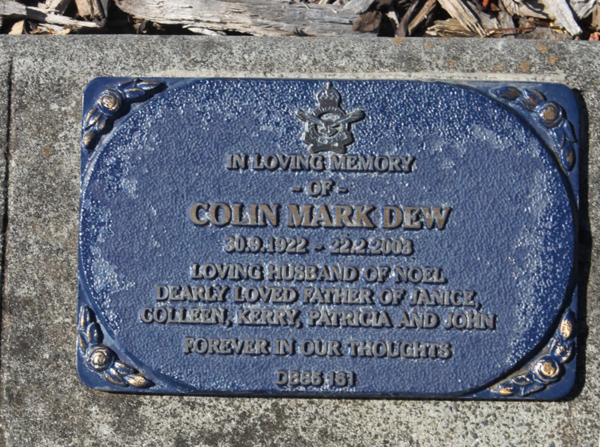 IN LOVING MEMORY
- OF -
COLIN MARK DEW
30.9.1922 - 22.2.2008
LOVING HUSBAND OF NOEL
DEARLY LOVED FATHER OF JANICE,
COLLEEN, KERRY, PATRICIA AND JOHN
FOREVER IN OUR THOUGHTS